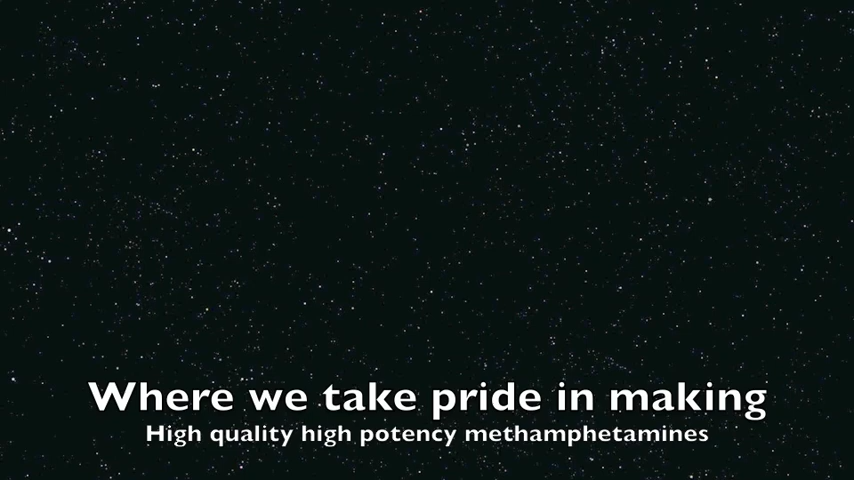 Where we take pride in making
High quality high potency methamphetamines